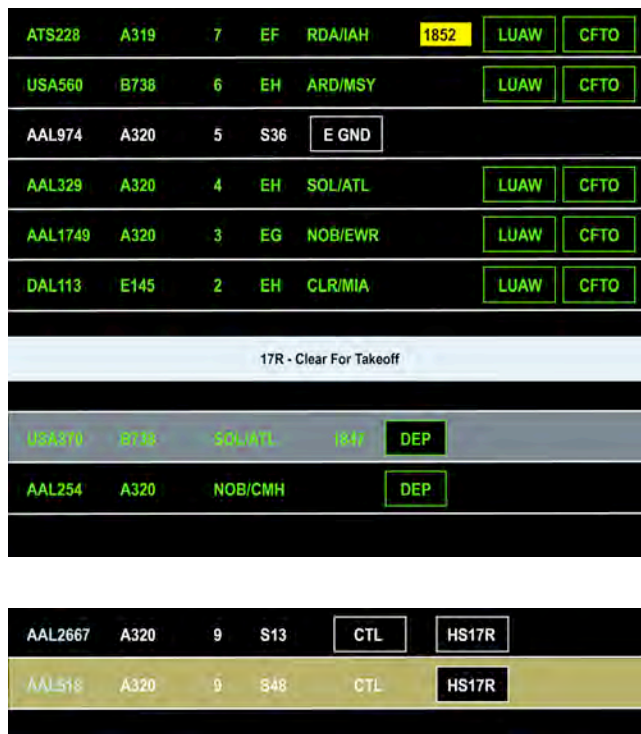 ATS228 A319 7 EF RDA/IAH 1852 LUAW CFTO
USA560 B738 6 EH ARD/MSY LUAW CFTO
AAL974 A320 5 S36 E GND
AAL329 A320 4 EH SOL/ATL LUAW CFTO
AAL1749 A320 3 EG NOB/EWR LUAW CFTO
DAL113 E145 2 EH CLR/MIA LUAW CFTO
17R - Clear For Takeoff
USA370 B738 SOL/ATL 1847 DEP
AAL254 A320 NOB/CMH DEP
AAL2667 A320 9 S13 CTL HS17R
AAL518 A320 9 S48 CTL HS17R